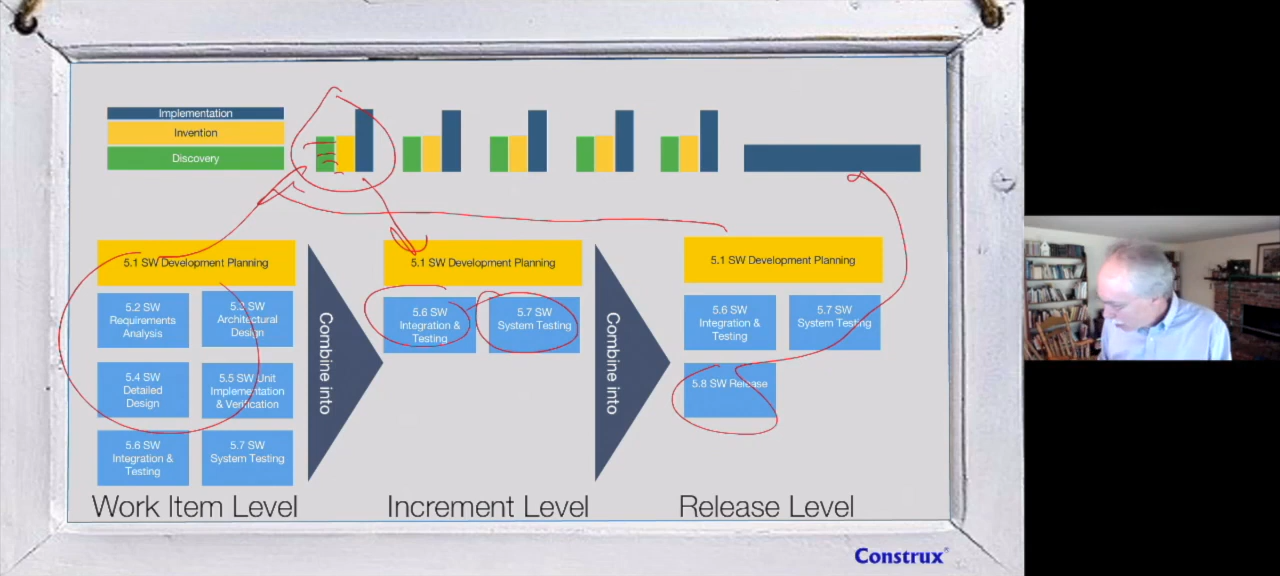 Implementation
Invention
Discovery
5.1 SW Development Planning
5.2 SW
Requirements
Analysis
5.3 SW
Architectural
Design
5.4 SW
Detailed
Design
5.5 SW Unit
Implementation
& Verification
5.6 SW
Integration &
Testing
5.7 SW
System Testing
Work Item Level
Combine into
5.1 SW Development Planning
5.6 SW
Integration &
Testing
5.7 SW
System Testing
Increment Level
Combine into
5.1 SW Development Planning
5.6 SW
Integration &
Testing
5.7 SW
System Testing
5.8 SW Release
Release Level
Construx®